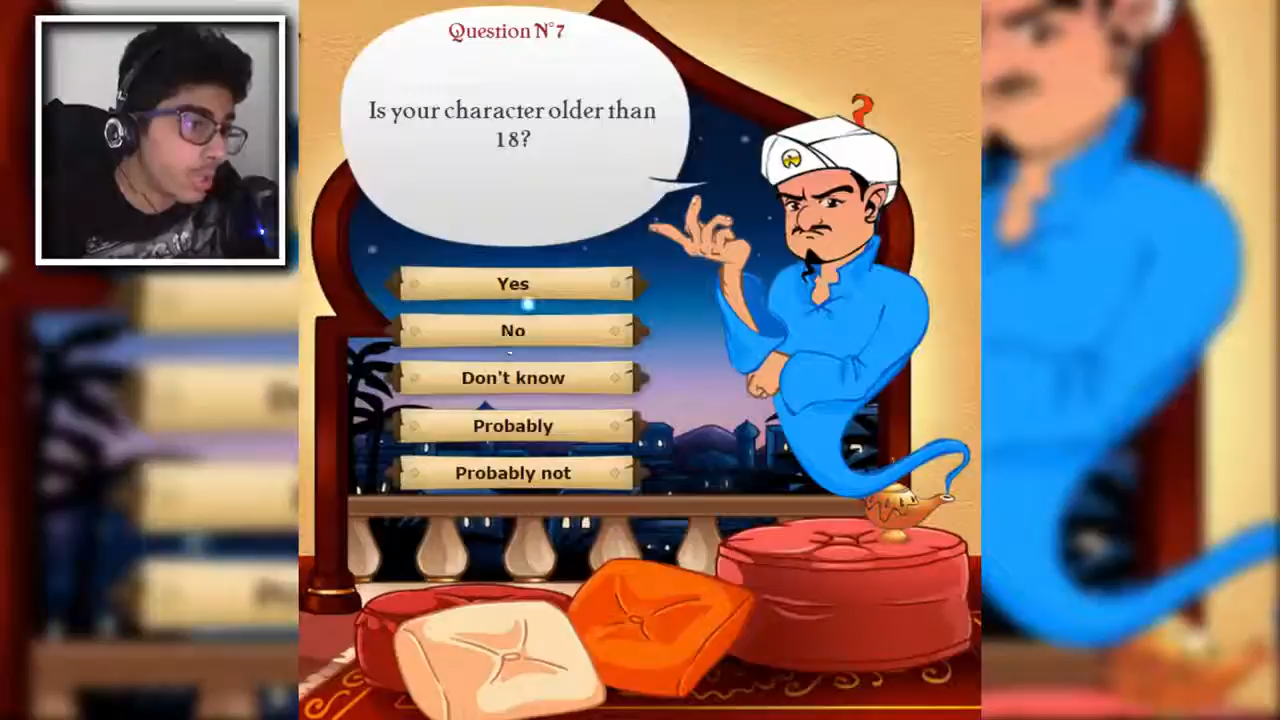 Question N°7
Is your character older than
18?
Yes
No
Don't know
Probably
Probably not